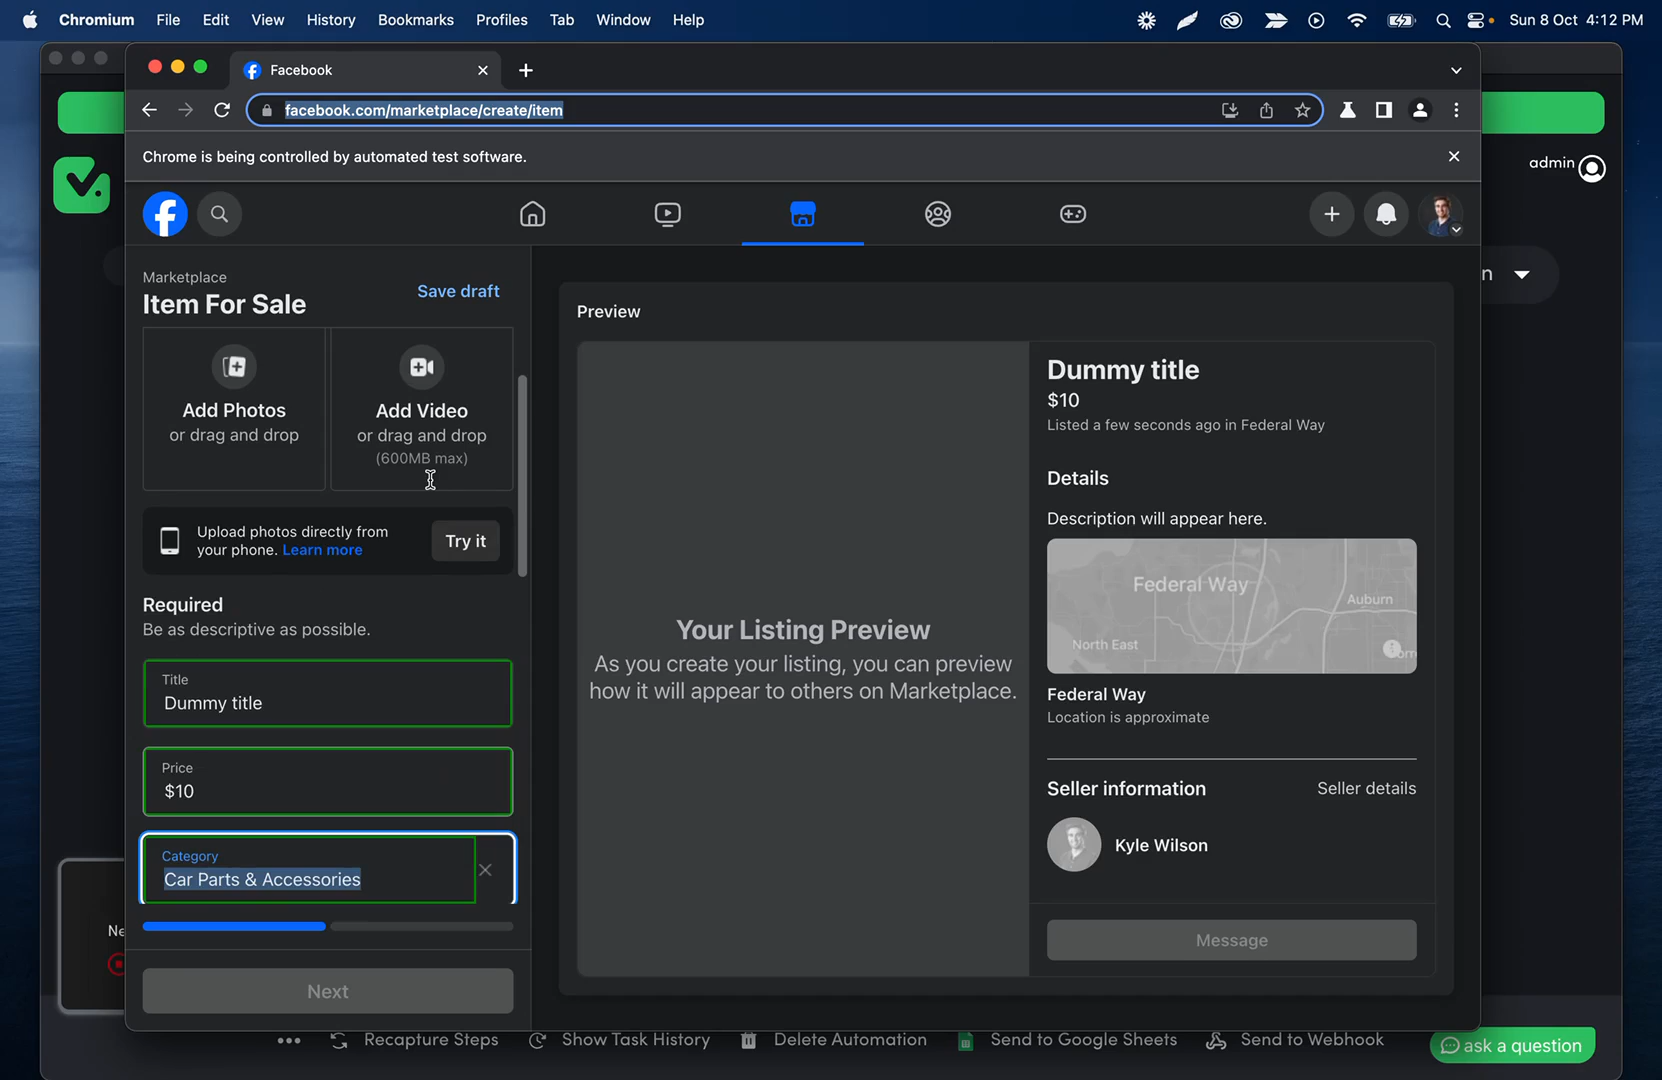 Chromium File Edit View History Bookmarks Profiles Tab Window Help Sun 8 Oct 4:12 PM
Facebook
facebook.com/marketplace/create/item
Chrome is being controlled by automated test software.
admin
Marketplace
Item For Sale
Save draft
Add Photos
or drag and drop
Add Video
or drag and drop
(600MB max)
Upload photos directly from
your phone. Learn more
Try it
Required
Be as descriptive as possible.
Title
Dummy title
Price
$10
Category
Car Parts & Accessories
Next
Preview
Your Listing Preview
As you create your listing, you can preview
how it will appear to others on Marketplace.
Dummy title
$10
Listed a few seconds ago in Federal Way
Details
Description will appear here.
Federal Way
Auburn
North East
Federal Way
Location is approximate
Seller information
Seller details
Kyle Wilson
Message
Recapture Steps
Show Task History
Delete Automation
Send to Google Sheets
Send to Webhook
ask a question